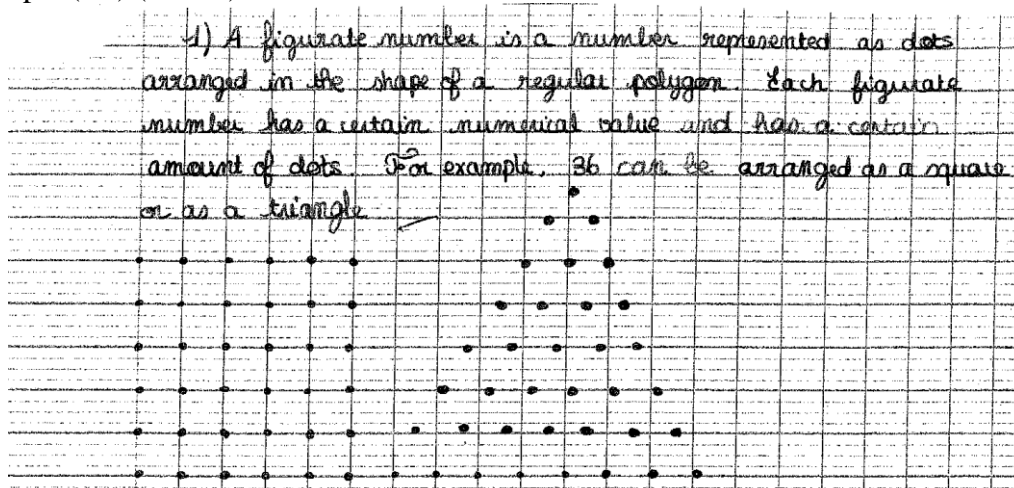 1) A figurate number is a number represented as dots
arranged in the shape of a regular polygon. Each figurate
number has a certain numerical value and has a certain
amount of dots. For example, 36 can be arranged as a square
or as a triangle